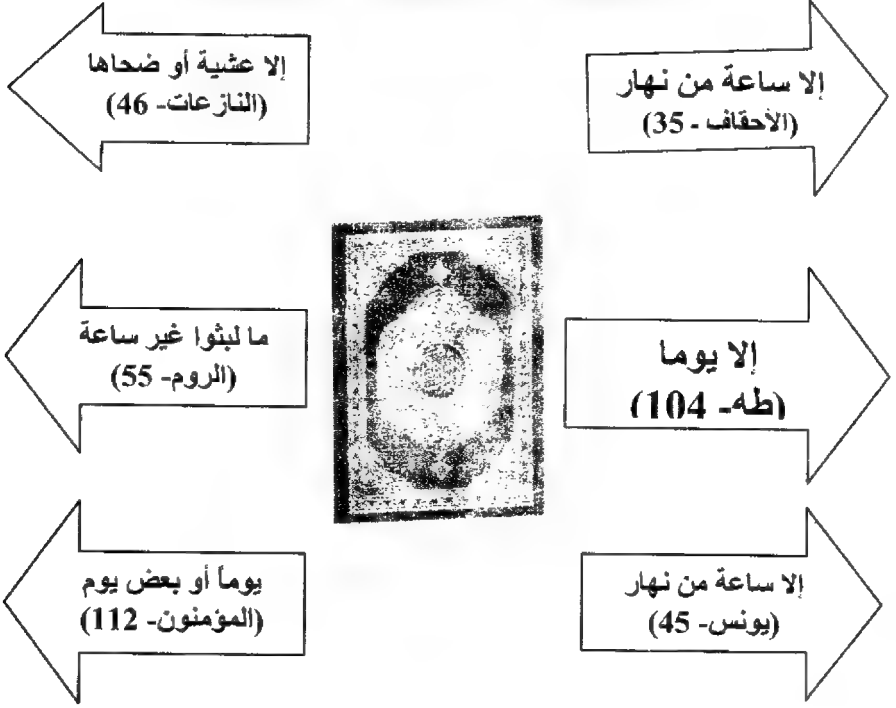 إلا ساعة من نهار
(الأحقاف - 35)
إلا عشية أو ضحاها
(النازعات- 46)
إلا يوما
(طه- 104)
ما لبثوا غير ساعة
(الروم- 55)
إلا ساعة من نهار
(يونس- 45)
يوماً أو بعض يوم
(المؤمنون- 112)